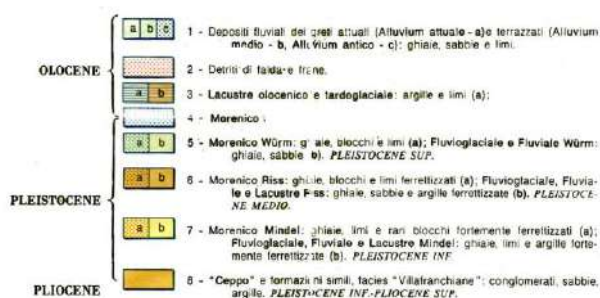 a b c 1 - Depositi fluviali dei greti attuali (Alluvium attuale - a) e terrazzati (Alluvium
medio - b, Alluvium antico - c): ghiaie, sabbie e limi.
OLOCENE
2 - Detriti di falda e frane.
a b 3 - Lacustre olocenico e tardoglaciale: argille e limi (a);
4 - Morenico
a b 5 - Morenico Würm: ghiaie, blocchi e limi (a); Fluvioglaciale e Fluviale Würm:
ghiaie, sabbie b). PLEISTOCENE SUP.
a b 6 - Morenico Riss: ghiaie, blocchi e limi ferrettizzati (a); Fluvioglaciale, Fluvia-
le e Lacustre Riss: ghiaie, sabbie e argille ferrettizzate (b). PLEISTOCE-
NE MEDIO.
PLEISTOCENE
a b 7 - Morenico Mindel: ghiaie, limi e rari blocchi fortemente ferrettizzati (a);
Fluvioglaciale, Fluviale e Lacustre Mindel: ghiaie, limi e argille forte-
mente ferrettizzate (b). PLEISTOCENE INF.
8 - "Ceppo" e formazioni simili, facies "Villafranchiane": conglomerati, sabbie,
argille. PLEISTOCENE INF.-PLIOCENE SUP.
PLIOCENE